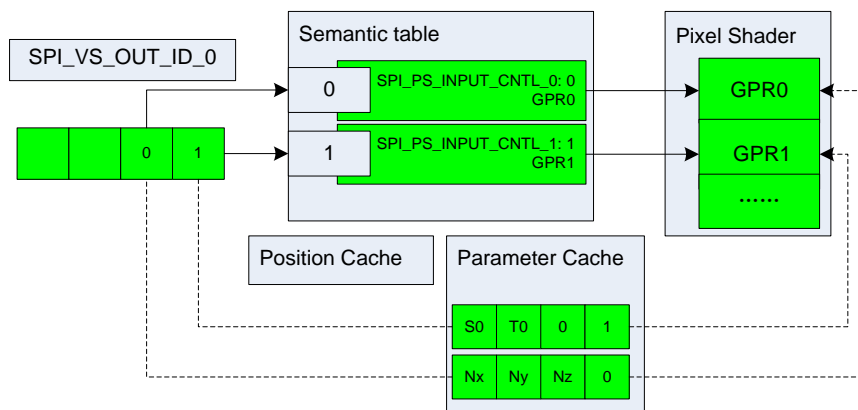 SPI_VS_OUT_ID_0
0 1
Semantic table
0
SPI_PS_INPUT_CNTL_0: 0
GPR0
1
SPI_PS_INPUT_CNTL_1: 1
GPR1
Pixel Shader
GPR0
GPR1
......
Position Cache
Parameter Cache
S0 T0 0 1
Nx Ny Nz 0